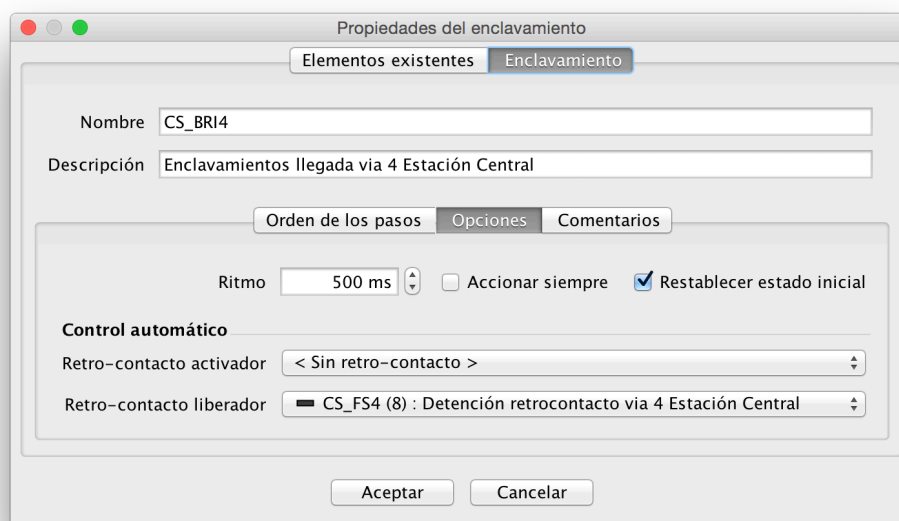 Propiedades del enclavamiento
Elementos existentes Enclavamiento
Nombre CS_BRI4
Descripción Enclavamientos llegada via 4 Estación Central
Orden de los pasos Opciones Comentarios
Ritmo 500 ms Accionar siempre Restablecer estado inicial
Control automático
Retro-contacto activador < Sin retro-contacto >
Retro-contacto liberador CS_FS4 (8) : Detención retrocontacto via 4 Estación Central
Aceptar Cancelar